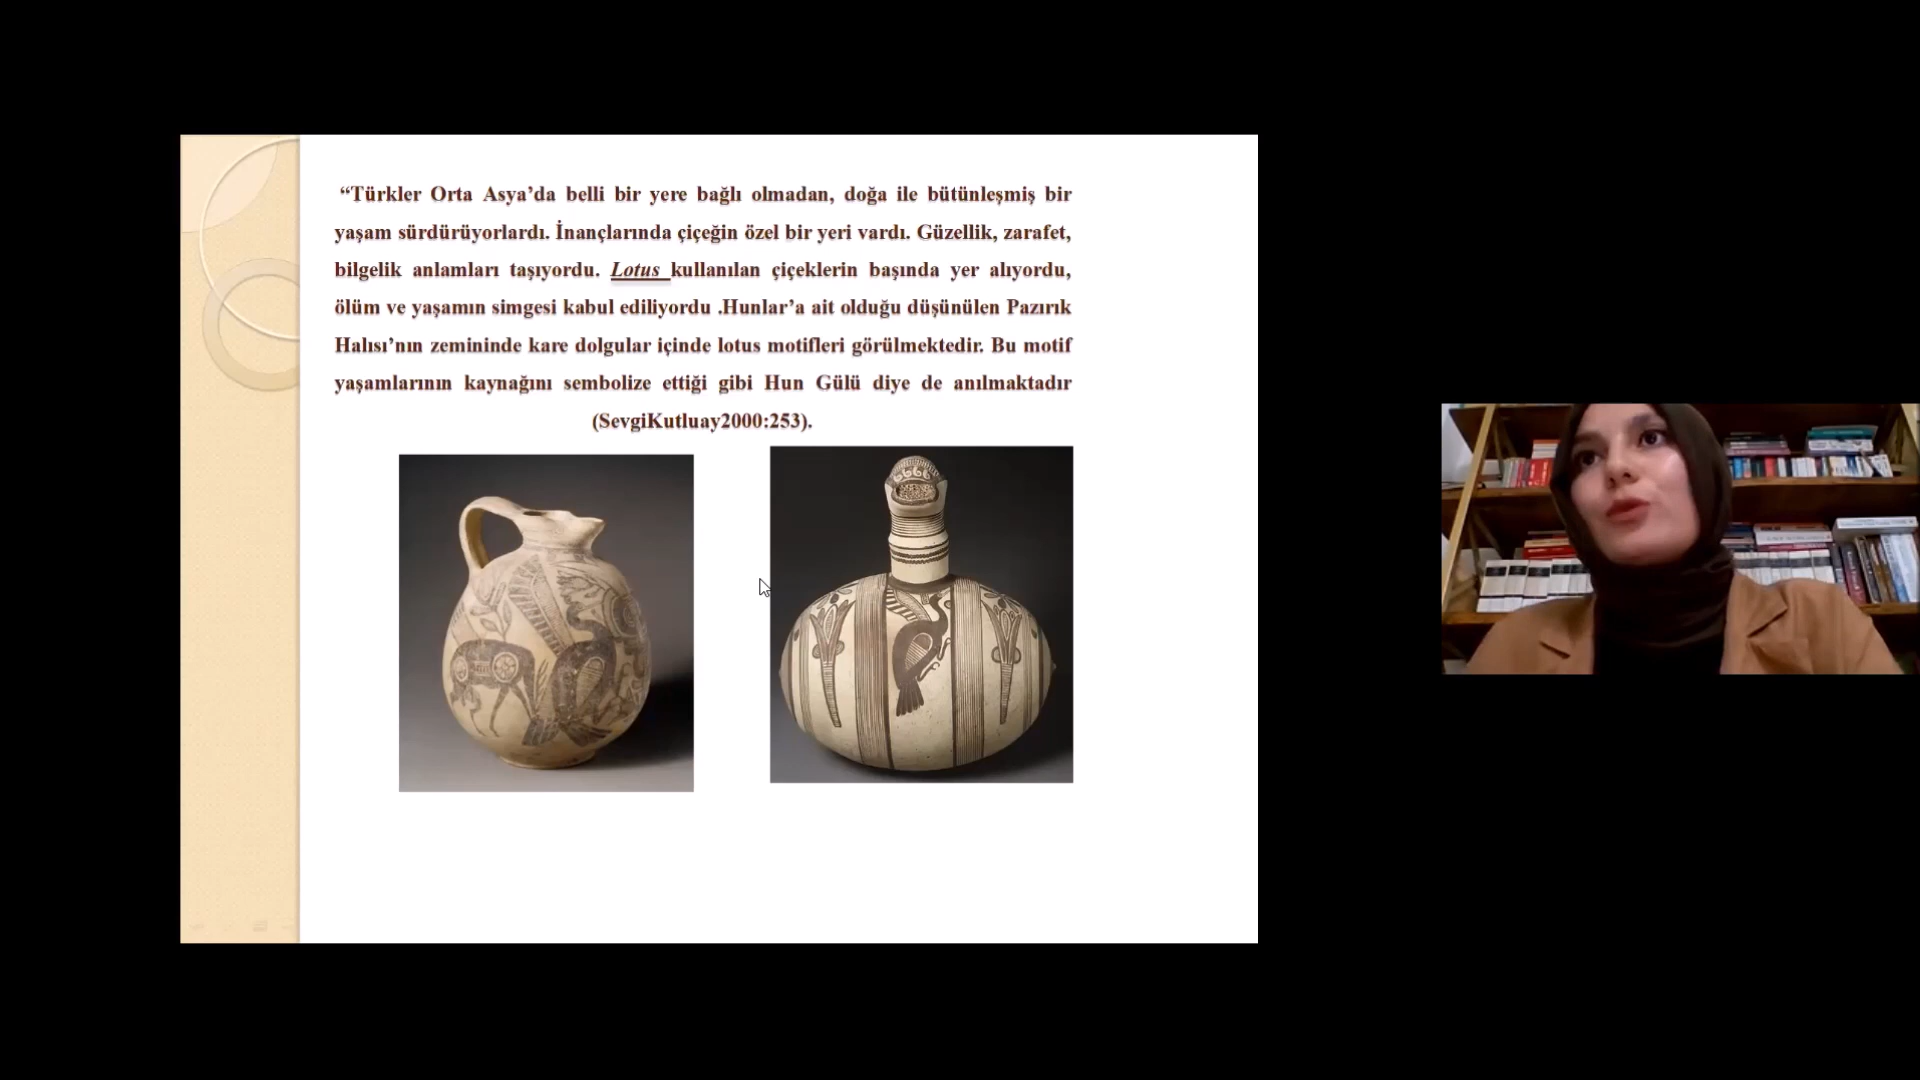 “Türkler Orta Asya’da belli bir yere bağlı olmadan, doğa ile bütünleşmiş bir
yaşam sürdürüyorlardı. İnançlarında çiçeğin özel bir yeri vardı. Güzellik, zarafet,
bilgelik anlamları taşıyordu. Lotus kullanılan çiçeklerin başında yer alıyordu,
ölüm ve yaşamın simgesi kabul ediliyordu .Hunlar’a ait olduğu düşünülen Pazırık
Halısı’nın zemininde kare dolgular içinde lotus motifleri görülmektedir. Bu motif
yaşamlarının kaynağını sembolize ettiği gibi Hun Gülü diye de anılmaktadır
(SevgiKutluay2000:253).